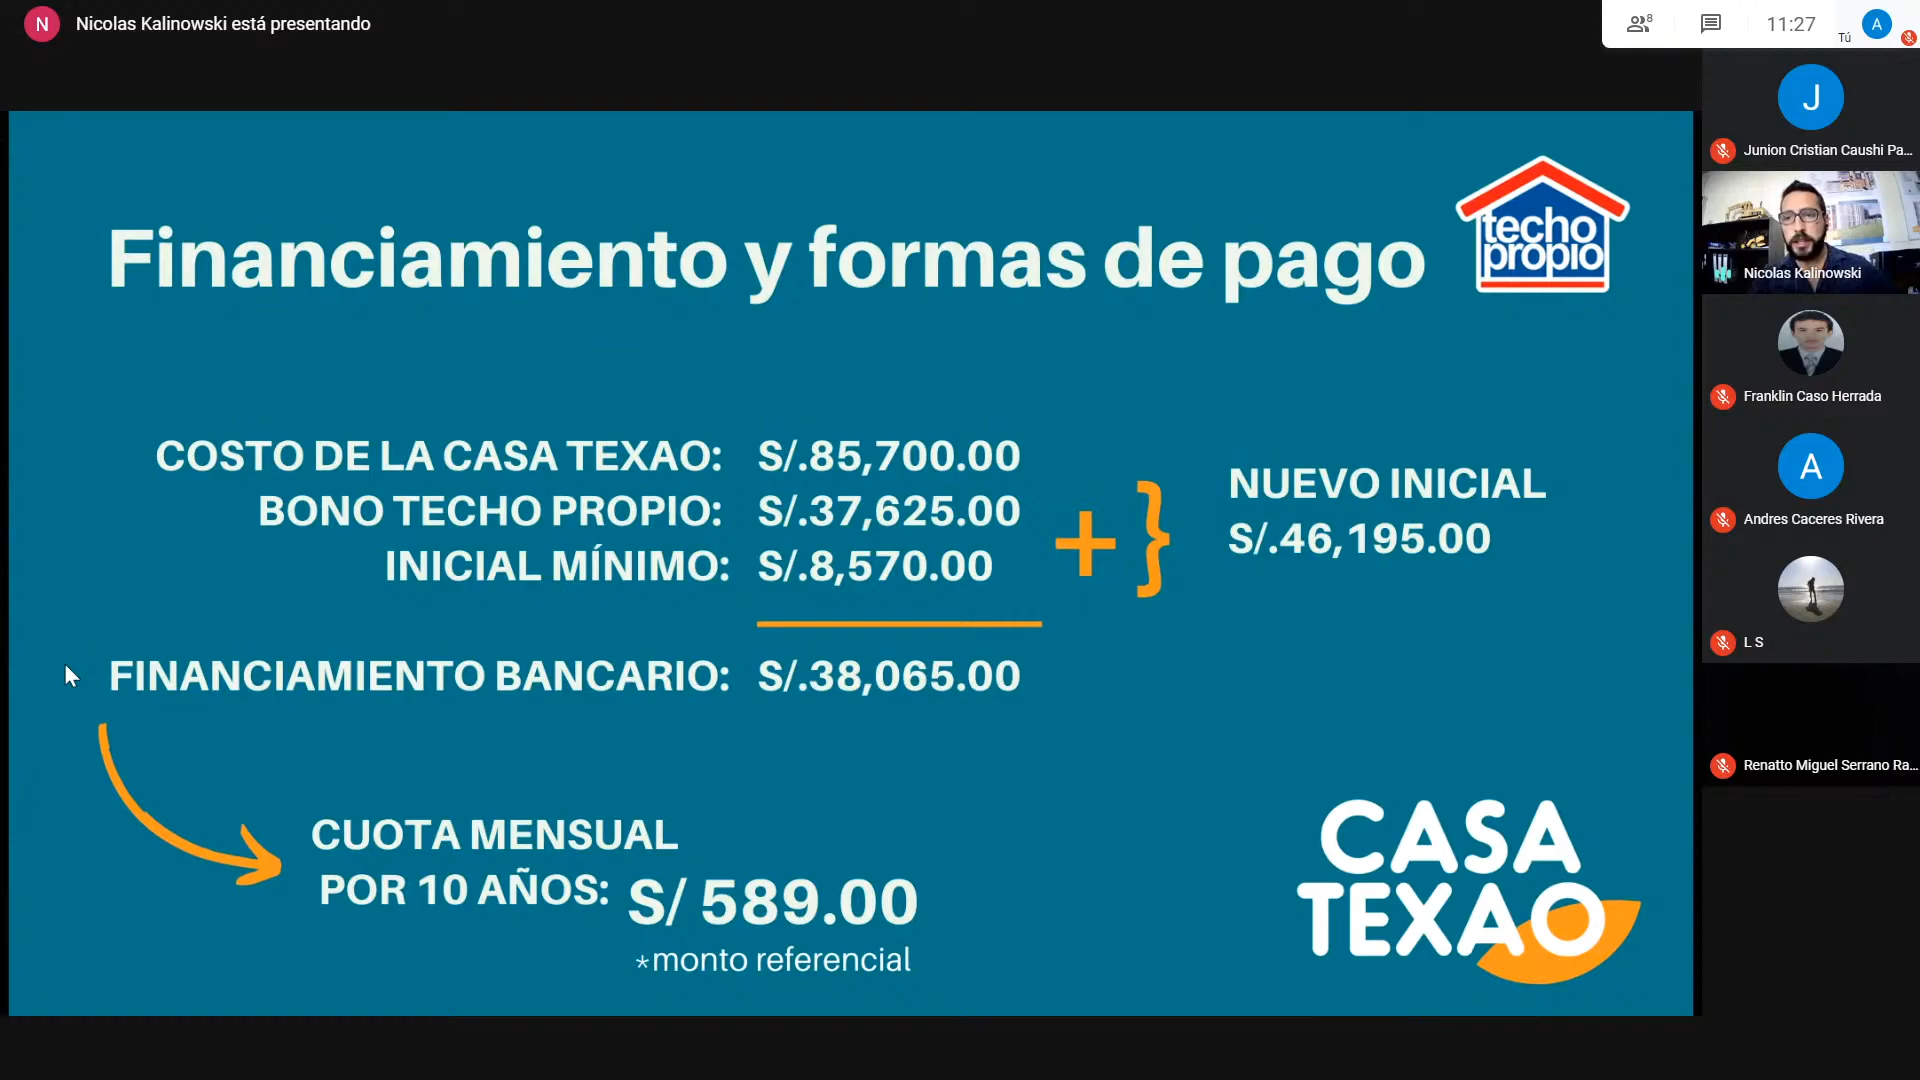 N
Nicolas Kalinowski está presentando
8
11:27
Tú
A
Financiamiento y formas de pago
techo
propio
COSTO DE LA CASA TEXAO: S/.85,700.00
BONO TECHO PROPIO: S/.37,625.00
INICIAL MÍNIMO: S/.8,570.00
+ }
NUEVO INICIAL
S/.46,195.00
FINANCIAMIENTO BANCARIO: S/.38,065.00
CUOTA MENSUAL
POR 10 AÑOS: S/ 589.00
*monto referencial
CASA
TEXAO
J
Junion Cristian Caushi Pa...
Nicolas Kalinowski
Franklin Caso Herrada
A
Andres Caceres Rivera
L S
Renatto Miguel Serrano Ra...